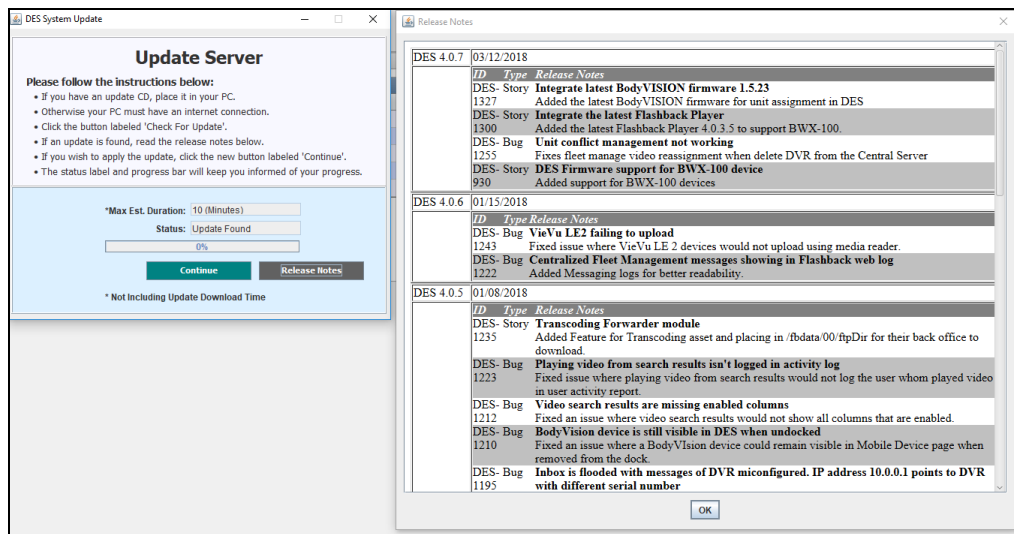 DES System Update
Update Server
Please follow the instructions below:
• If you have an update CD, place it in your PC.
• Otherwise your PC must have an internet connection.
• Click the button labeled 'Check For Update'.
• If an update is found, read the release notes below.
• If you wish to apply the update, click the new button labeled 'Continue'.
• The status label and progress bar will keep you informed of your progress.
*Max Est. Duration: 10 (Minutes)
Status: Update Found
0%
Continue Release Notes
* Not Including Update Download Time
Release Notes
DES 4.0.7 03/12/2018
ID Type Release Notes
DES- Story Integrate latest BodyVISION firmware 1.5.23
1327 Added the latest BodyVISION firmware for unit assignment in DES
DES- Story Integrate the latest Flashback Player
1300 Added the latest Flashback Player 4.0.3.5 to support BWX-100.
DES- Bug Unit conflict management not working
1255 Fixes fleet manage video reassignment when delete DVR from the Central Server
DES- Story DES Firmware support for BWX-100 device
930 Added support for BWX-100 devices
DES 4.0.6 01/15/2018
ID Type Release Notes
DES- Bug VieVu LE2 failing to upload
1243 Fixed issue where VieVu LE 2 devices would not upload using media reader.
DES- Bug Centralized Fleet Management messages showing in Flashback web log
1222 Added Messaging logs for better readability.
DES 4.0.5 01/08/2018
ID Type Release Notes
DES- Story Transcoding Forwarder module
1235 Added Feature for Transcoding asset and placing in /fbdata/00/ftpDir for their back office to
download.
DES- Bug Playing video from search results isn't logged in activity log
1223 Fixed issue where playing video from search results would not log the user whom played video
in user activity report.
DES- Bug Video search results are missing enabled columns
1212 Fixed an issue where video search results would not show all columns that are enabled.
DES- Bug BodyVision device is still visible in DES when undocked
1210 Fixed an issue where a BodyVIsion device could remain visible in Mobile Device page when
removed from the dock.
DES- Bug Inbox is flooded with messages of DVR miconfigured. IP address 10.0.0.1 points to DVR
1195 with different serial number
OK